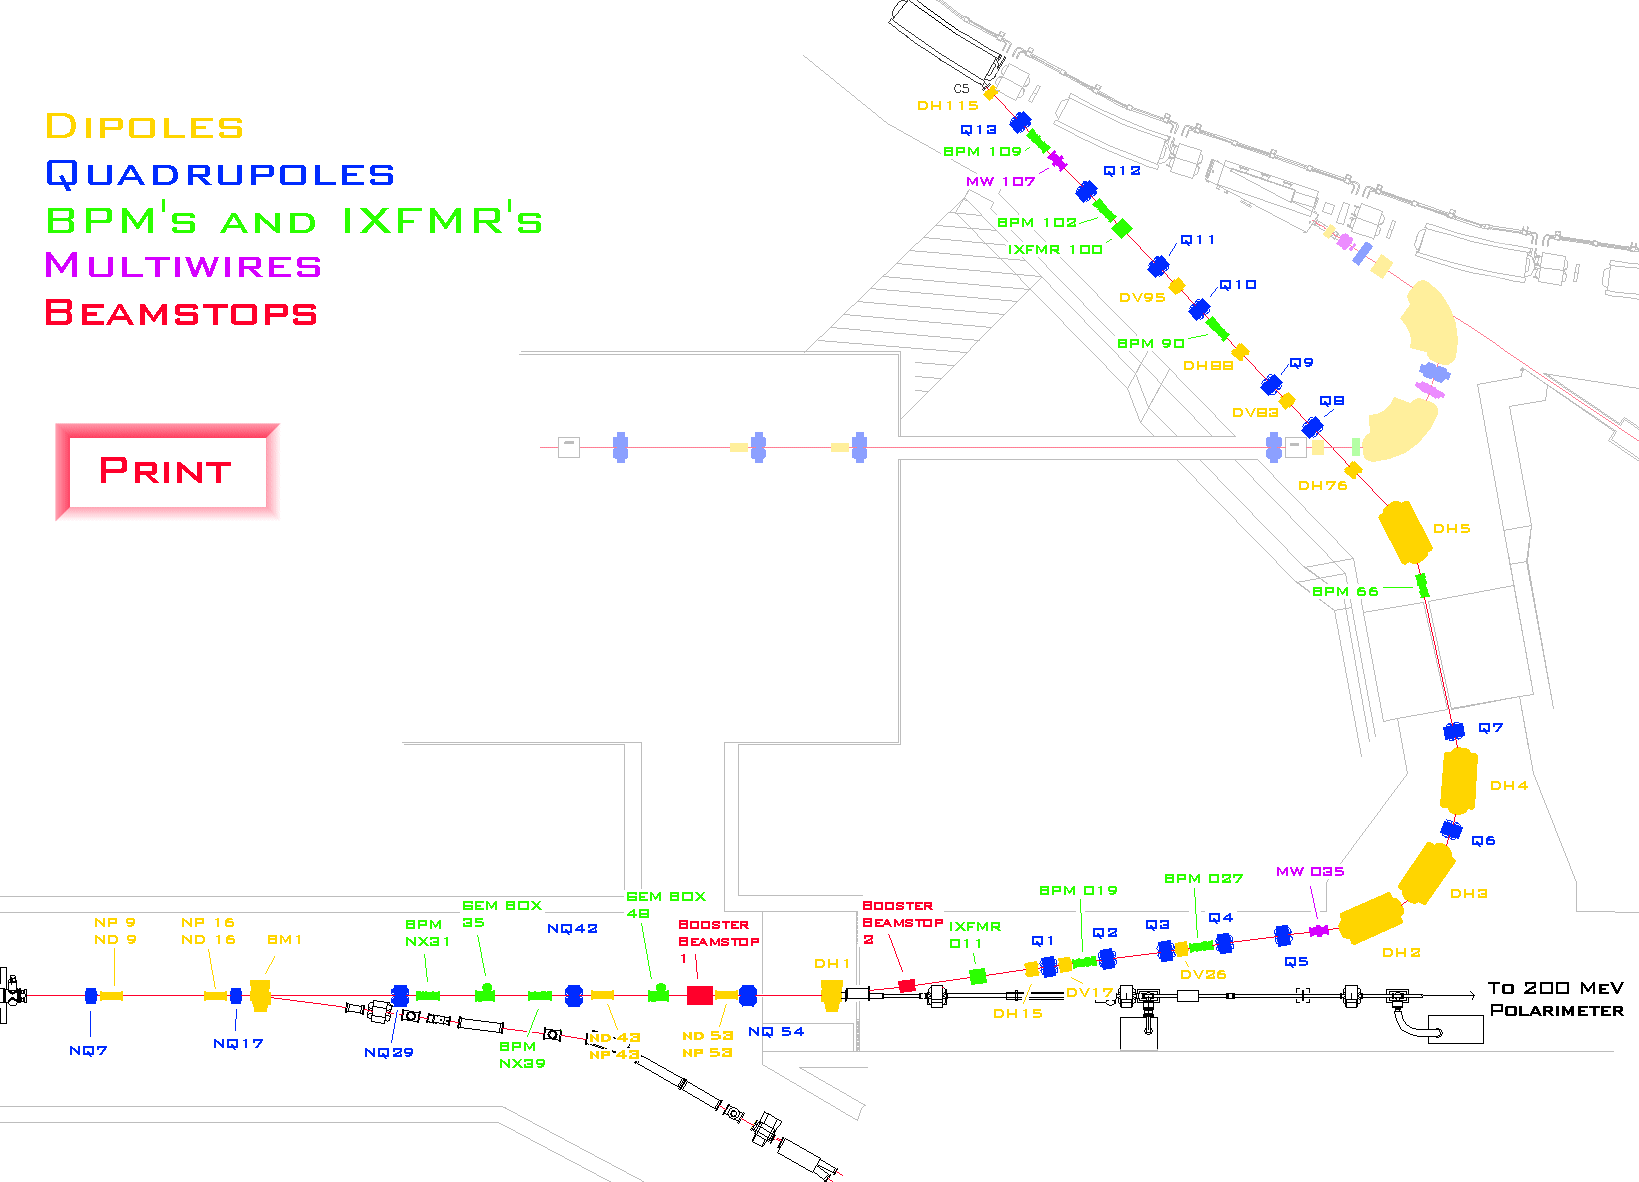 DIPOLES
QUADRUPOLES
BPM'S AND IXFMR'S
MULTIWIRES
BEAMSTOPS
PRINT
C5
DH115
Q13
BPM 109
MW 107
Q12
BPM 102
IXFMR 100
Q11
DV95
Q10
BPM 90
DH88
Q9
DV83
Q8
DH76
DH5
BPM 66
Q7
DH4
Q6
DH3
MW 035
DH2
BPM 027
BPM 019
Q5
Q4
Q3
DV26
Q2
Q1
DV17
DH15
IXFMR
011
BOOSTER
BEAMSTOP
2
DH1
TO 200 MEV
POLARIMETER
NP 9
ND 9
NP 16
ND 16
BM1
BPM
NX31
SEM BOX
35
NQ42
SEM BOX
48
BOOSTER
BEAMSTOP
1
NQ7
NQ17
NQ29
BPM
NX39
ND 43
NP 43
ND 53
NP 53
NQ 54